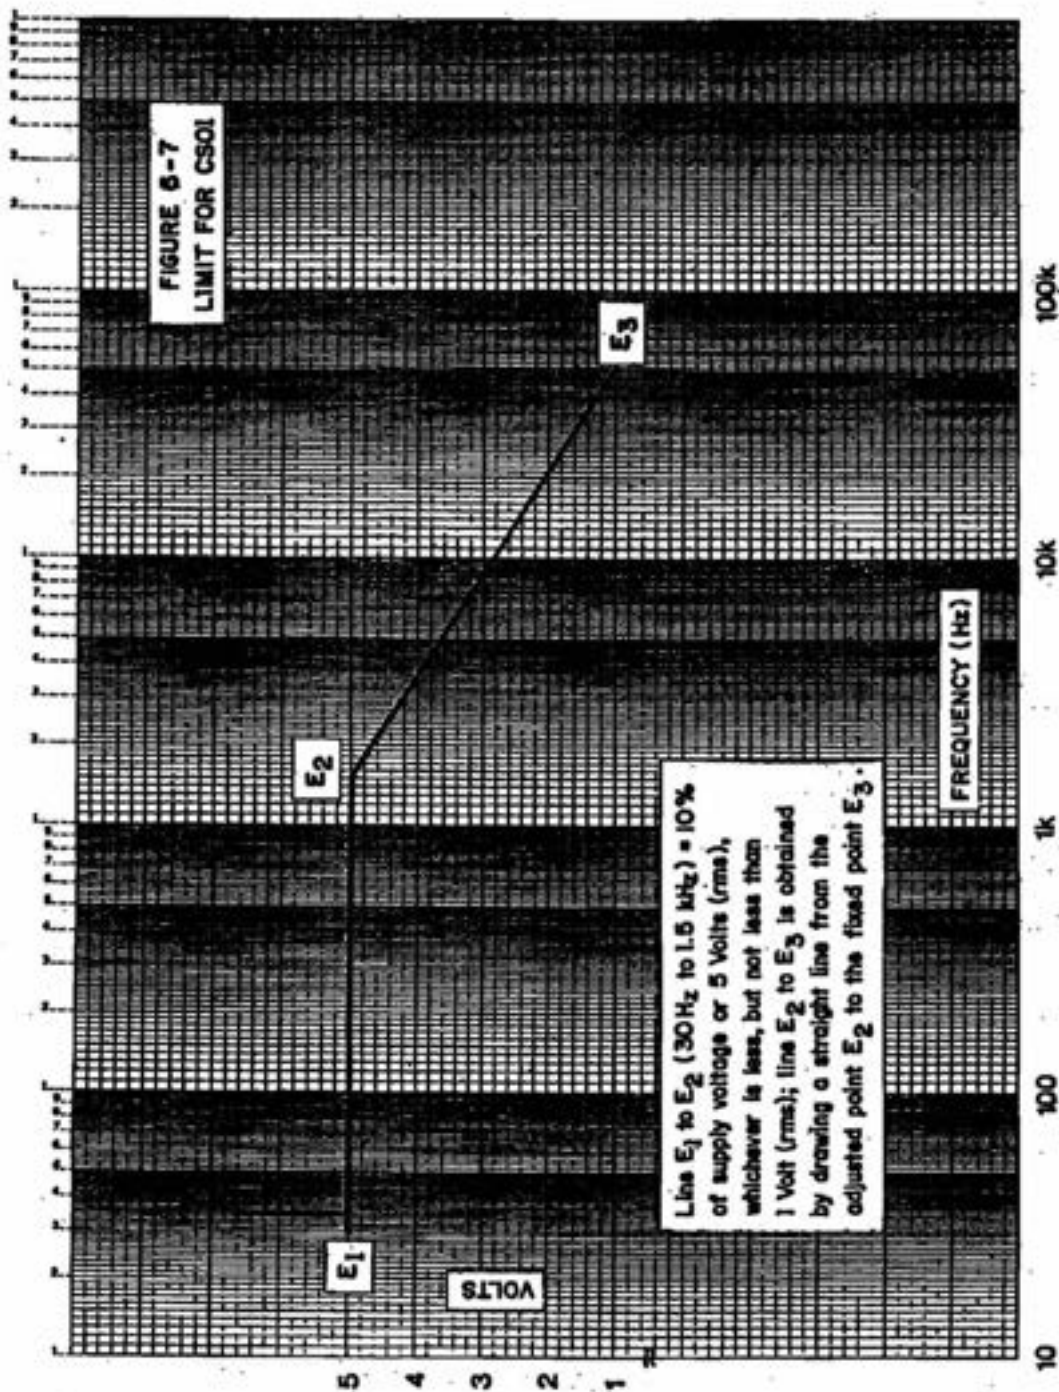 FIGURE 6-7
LIMIT FOR CS01
E1
E2
E3
VOLTS
5
4
3
2
1
Line E1 to E2 (30Hz to 1.5 kHz) = 10%
of supply voltage or 5 Volts (rms),
whichever is less, but not less than
1 Volt (rms); line E2 to E3 is obtained
by drawing a straight line from the
adjusted point E2 to the fixed point E3.
FREQUENCY (Hz)
10
100
1k
10k
100k